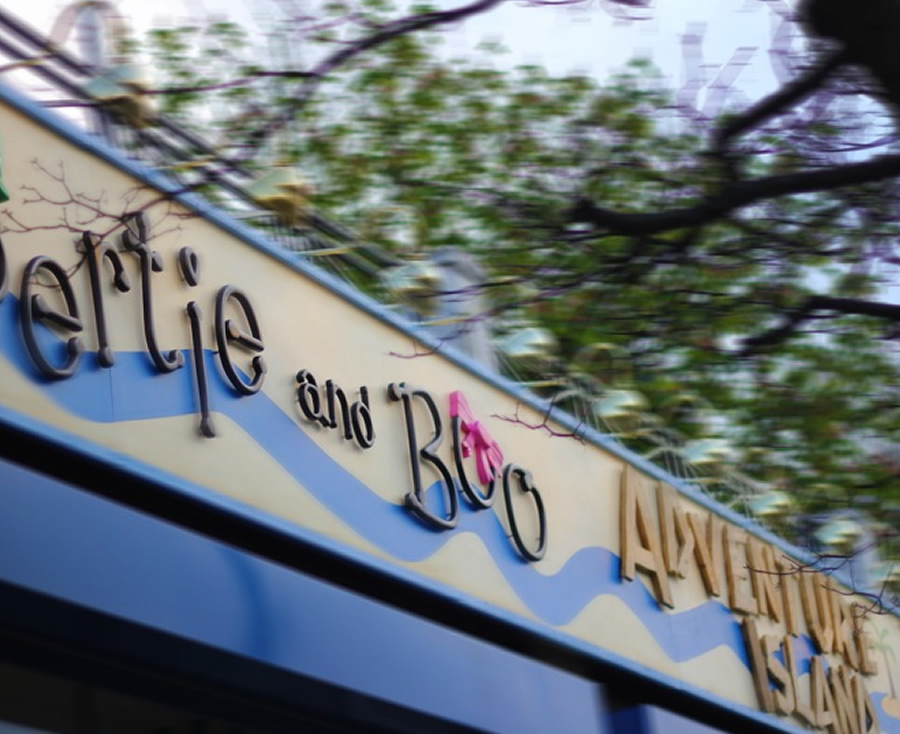 ertie and Boo
ADVENTURE
ISLAND